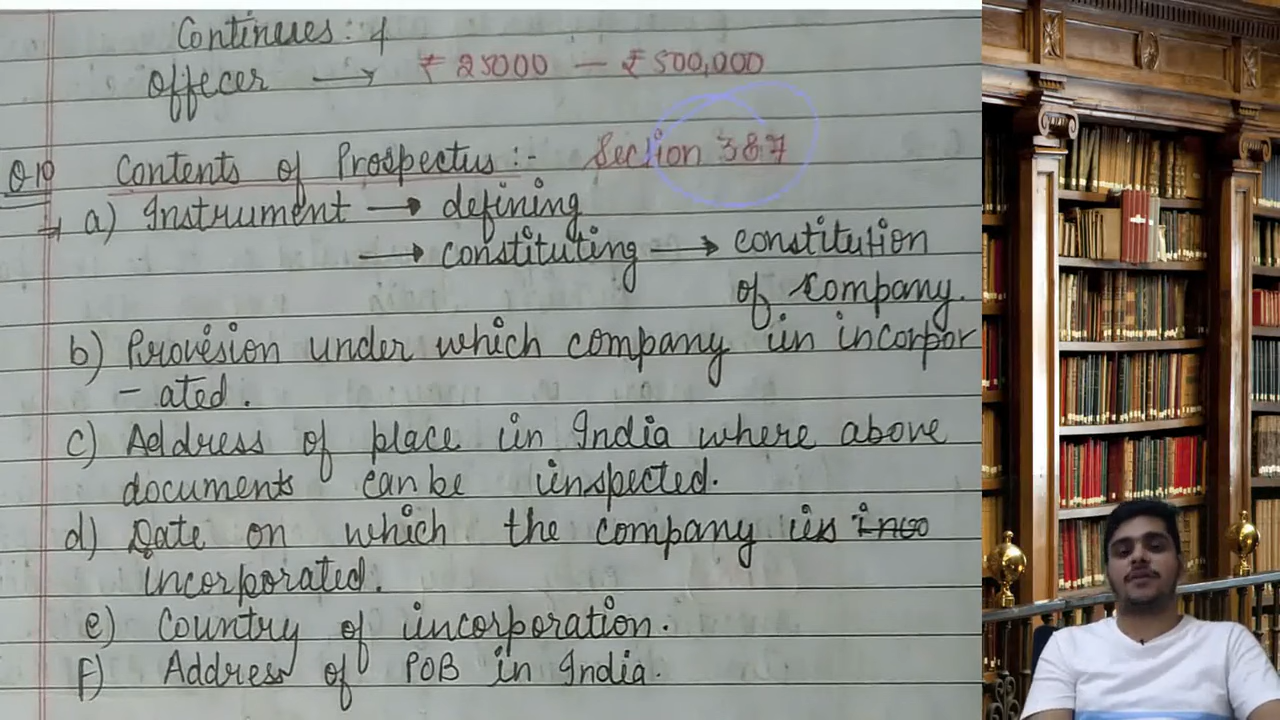 Continues: 4
officer → ₹ 25000 — ₹ 500,000
Q10 Contents of Prospectus :- Section 387
→ a) Instrument → defining
→ constituting → constitution
of company.
b) Provision under which company is incorpor
- ated.
c) Address of place in India where above
documents can be inspected.
d) Date on which the company is inco
incorporated.
e) Country of incorporation.
F) Address of POB in India.